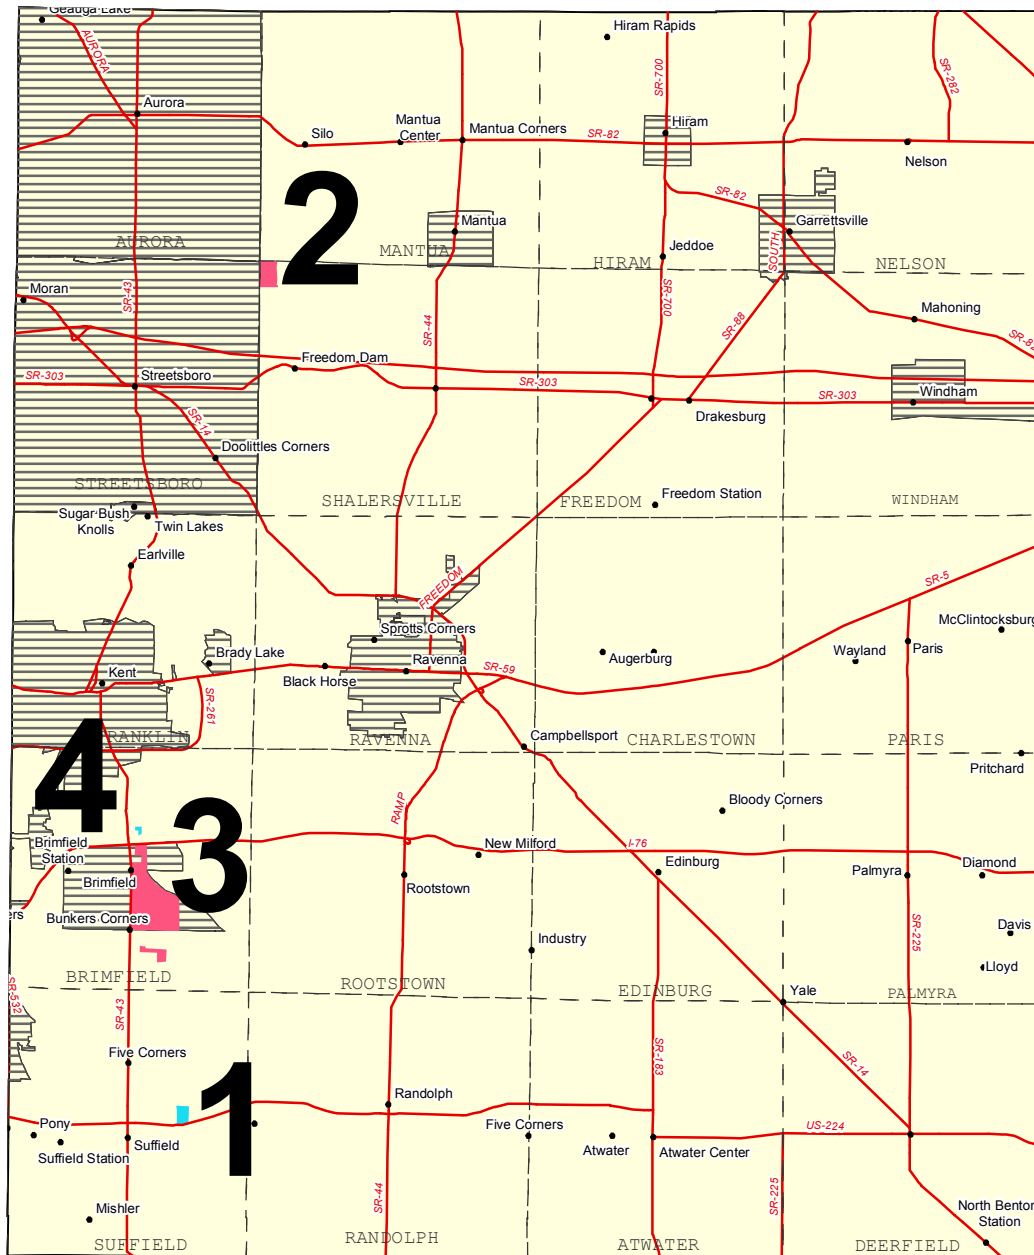 Geauga Lake
AURORA
Hiram Rapids
SR-700
SR-282
Aurora
Silo
Mantua
Center
Mantua Corners
SR-82
Hiram
Nelson
2
SR-82
Mantua
Garrettsville
AURORA
MANTUA
Jeddoe
SOUTH
HIRAM
NELSON
Moran
SR-43
SR-44
SR-700
SR-88
Mahoning
SR-82
Freedom Dam
SR-303
Streetsboro
SR-303
SR-303
Windham
Drakesburg
SR-14
Doolittles Corners
STREETSBORO
SHALERSVILLE
FREEDOM
Freedom Station
WINDHAM
Sugar Bush
Knolls
Twin Lakes
Earlville
FREEDOM
SR-5
McClintocksburg
Sprotts Corners
Paris
Brady Lake
Ravenna
SR-59
Augerburg
Wayland
Kent
Black Horse
SR-261
FRANKLIN
RAVENNA
Campbellsport
CHARLESTOWN
PARIS
Pritchard
4
3
RAMP
Bloody Corners
Brimfield
Station
New Milford
I-76
Edinburg
Palmyra
Diamond
Brimfield
Rootstown
ers
Bunkers Corners
Industry
SR-225
Davis
Lloyd
BRIMFIELD
ROOTSTOWN
EDINBURG
Yale
PALMYRA
SR-532
SR-43
Five Corners
SR-183
SR-14
1
Randolph
Pony
Suffield
Suffield Station
Five Corners
Atwater
Atwater Center
US-224
SR-44
SR-225
Mishler
North Benton
Station
SUFFIELD
RANDOLPH
ATWATER
DEERFIELD